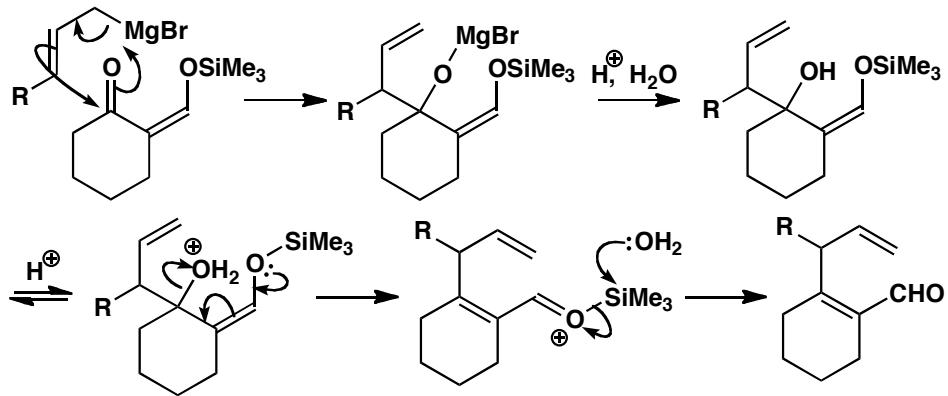 MgBr
O
OSiMe3
R
MgBr
O
OSiMe3
R
H⊕, H2O
OH
OSiMe3
R
H⊕
⊕
OH2
O:
SiMe3
R
R
O
⊕
SiMe3
:OH2
R
CHO